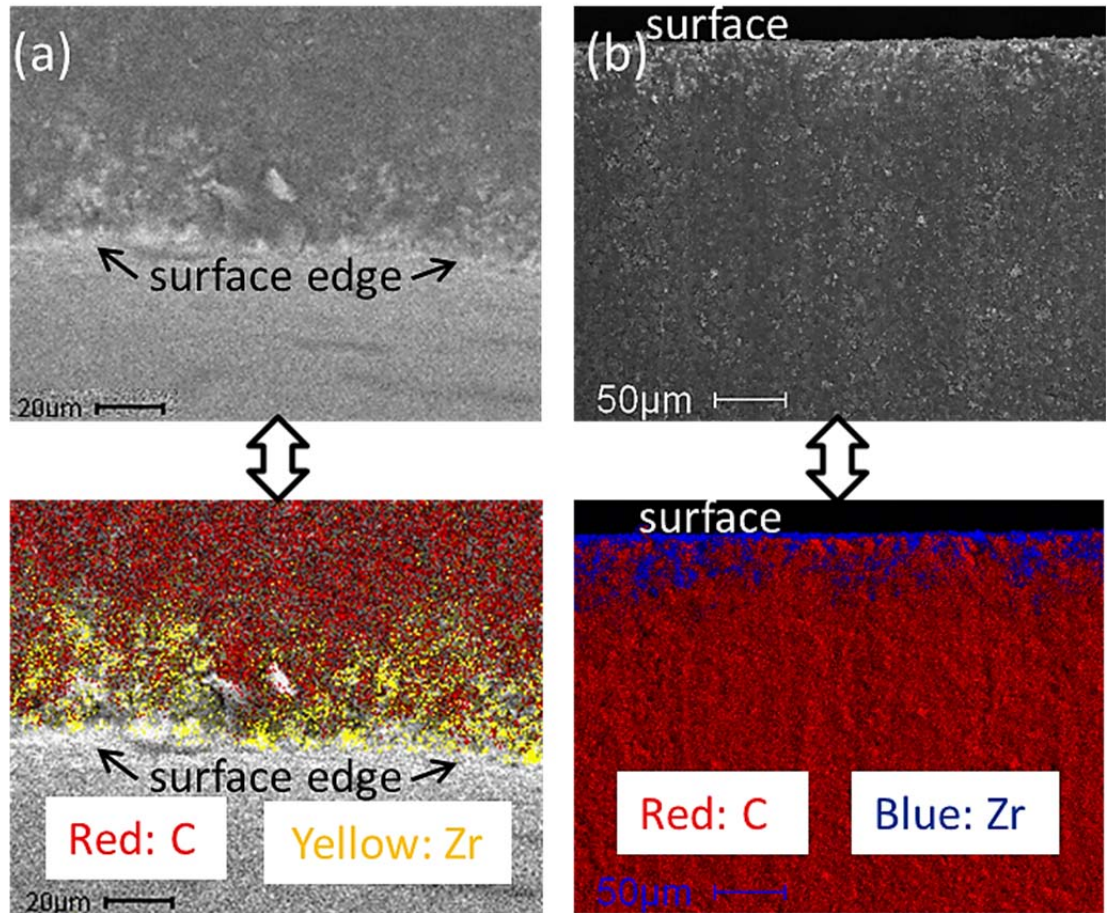 (a)
surface edge
20µm
surface
(b)
50µm
surface edge
Red: C
Yellow: Zr
20µm
surface
Red: C
Blue: Zr
50µm